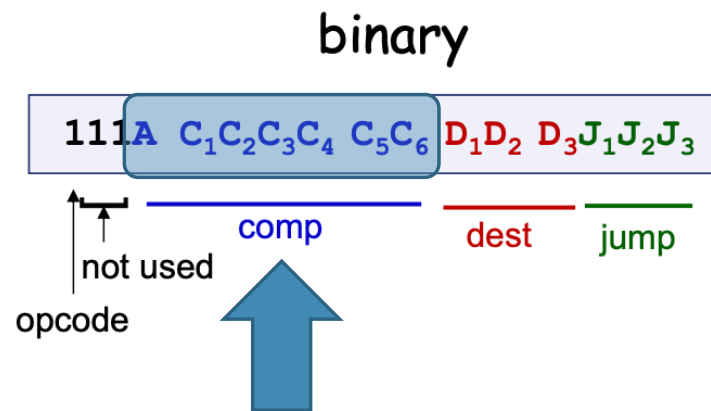 binary
111A C₁C₂C₃C₄ C₅C₆ D₁D₂ D₃J₁J₂J₃
comp dest jump
not used
opcode